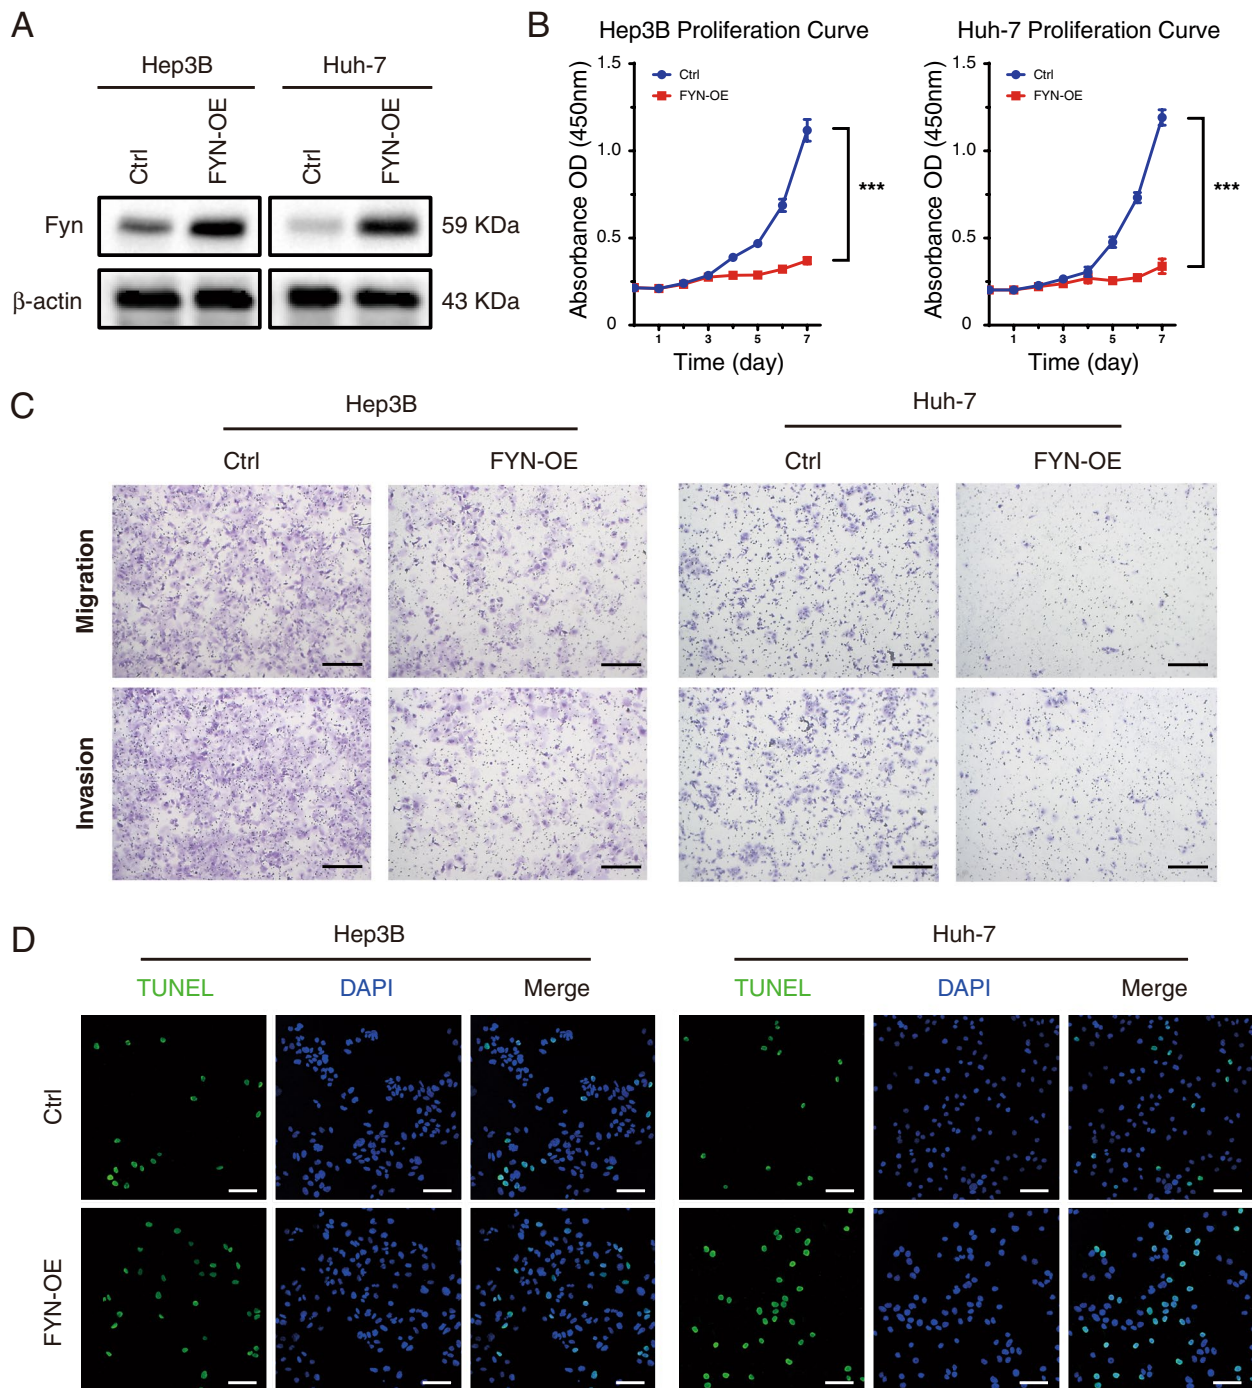 A
Hep3B
Huh-7
Ctrl
FYN-OE
Ctrl
FYN-OE
Fyn
59 KDa
β-actin
43 KDa
B
Hep3B Proliferation Curve
Absorbance OD (450nm)
1.5
1.0
0.5
0
Ctrl
FYN-OE
***
1 3 5 7
Time (day)
Huh-7 Proliferation Curve
Absorbance OD (450nm)
1.5
1.0
0.5
0
Ctrl
FYN-OE
***
1 3 5 7
Time (day)
C
Hep3B
Huh-7
Ctrl
FYN-OE
Ctrl
FYN-OE
Migration
Invasion
D
Hep3B
Huh-7
TUNEL
DAPI
Merge
TUNEL
DAPI
Merge
Ctrl
FYN-OE